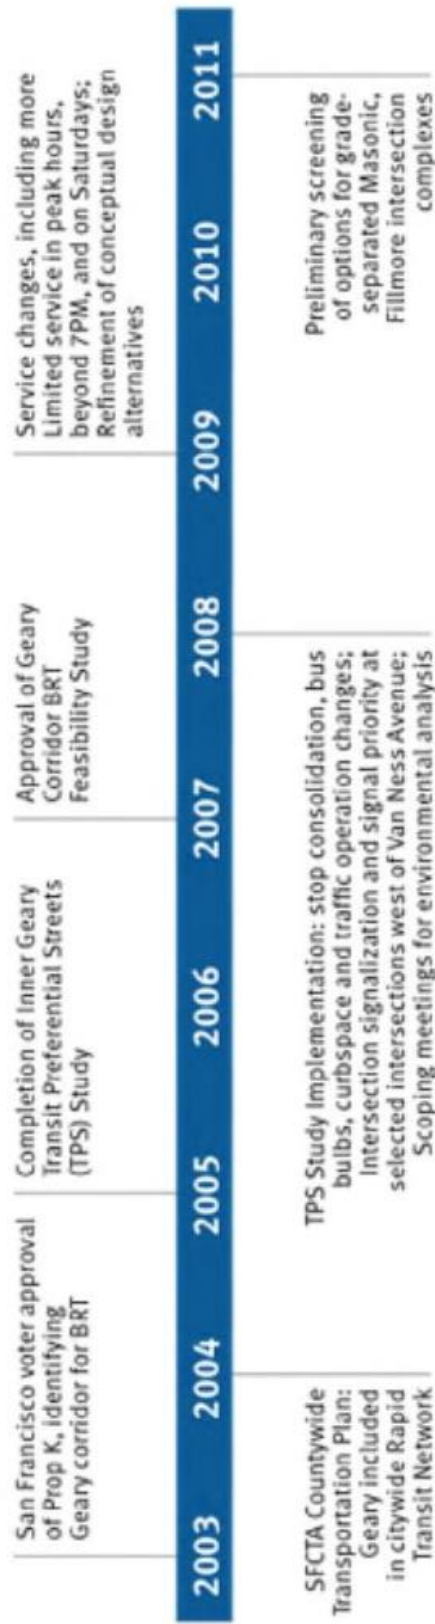 San Francisco voter approval
of Prop K, identifying
Geary corridor for BRT
Completion of Inner Geary
Transit Preferential Streets
(TPS) Study
Approval of Geary
Corridor BRT
Feasibility Study
Service changes, including more
Limited service in peak hours,
beyond 7PM, and on Saturdays;
Refinement of conceptual design
alternatives
2003 2004 2005 2006 2007 2008 2009 2010 2011
SFCTA Countywide
Transportation Plan:
Geary included
in citywide Rapid
Transit Network
TPS Study Implementation: stop consolidation, bus
bulbs, curbspace and traffic operation changes;
Intersection signalization and signal priority at
selected intersections west of Van Ness Avenue;
Scoping meetings for environmental analysis
Preliminary screening
of options for grade-
separated Masonic,
Fillmore intersection
complexes